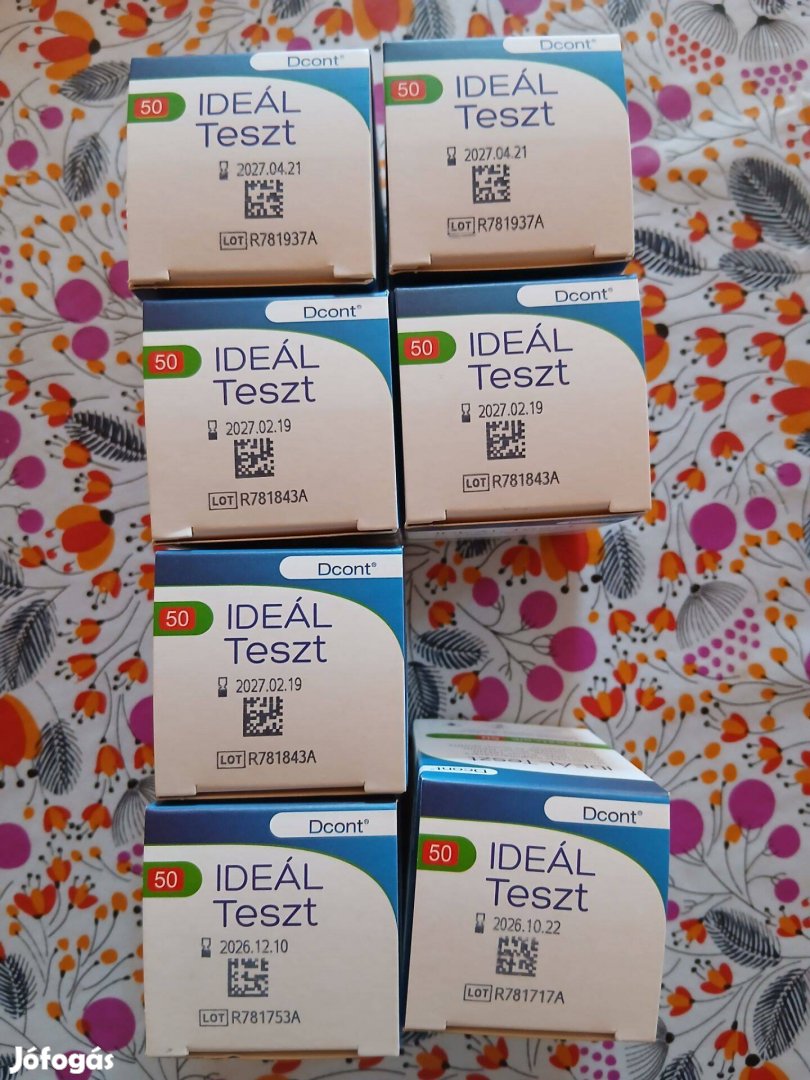 Dcont®
50 IDEÁL
Teszt
2027.04.21
LOT R781937A
Dcont®
50 IDEÁL
Teszt
2027.04.21
LOT R781937A
Dcont®
50 IDEÁL
Teszt
2027.02.19
LOT R781843A
Dcont®
50 IDEÁL
Teszt
2027.02.19
LOT R781843A
Dcont®
50 IDEÁL
Teszt
2027.02.19
LOT R781843A
Dcont®
50 IDEÁL
Teszt
2026.12.10
LOT R781753A
IDEÁL Teszt
Dcont®
Dcont®
50 IDEÁL
Teszt
2026.10.22
LOT R781717A
Jófogás